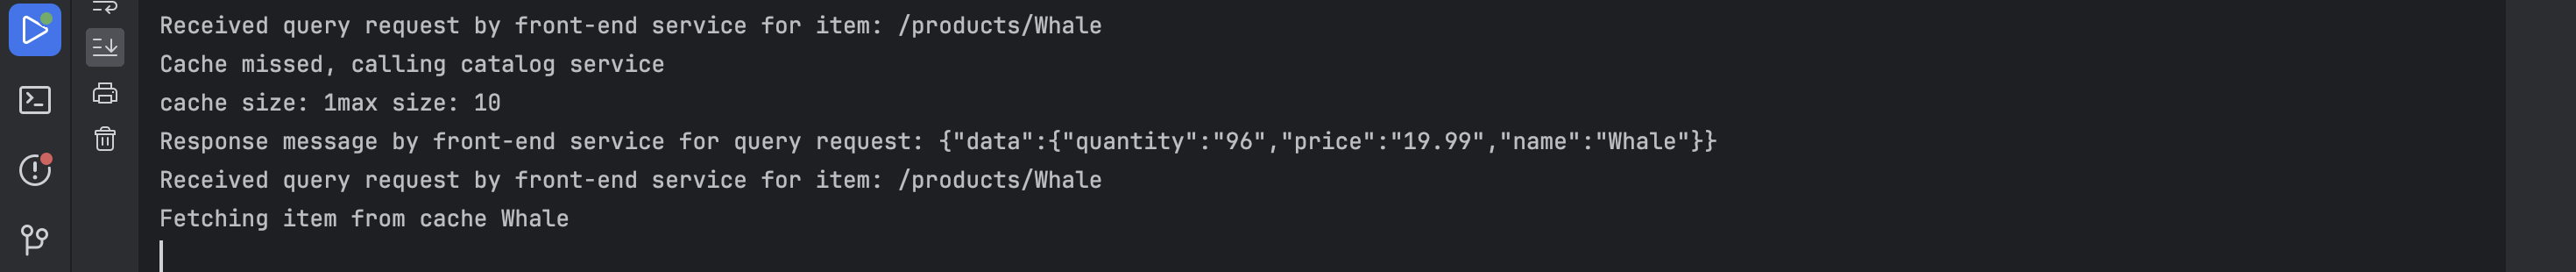 Received query request by front-end service for item: /products/Whale
Cache missed, calling catalog service
cache size: 1max size: 10
Response message by front-end service for query request: {"data":{"quantity":"96","price":"19.99","name":"Whale"}}
Received query request by front-end service for item: /products/Whale
Fetching item from cache Whale